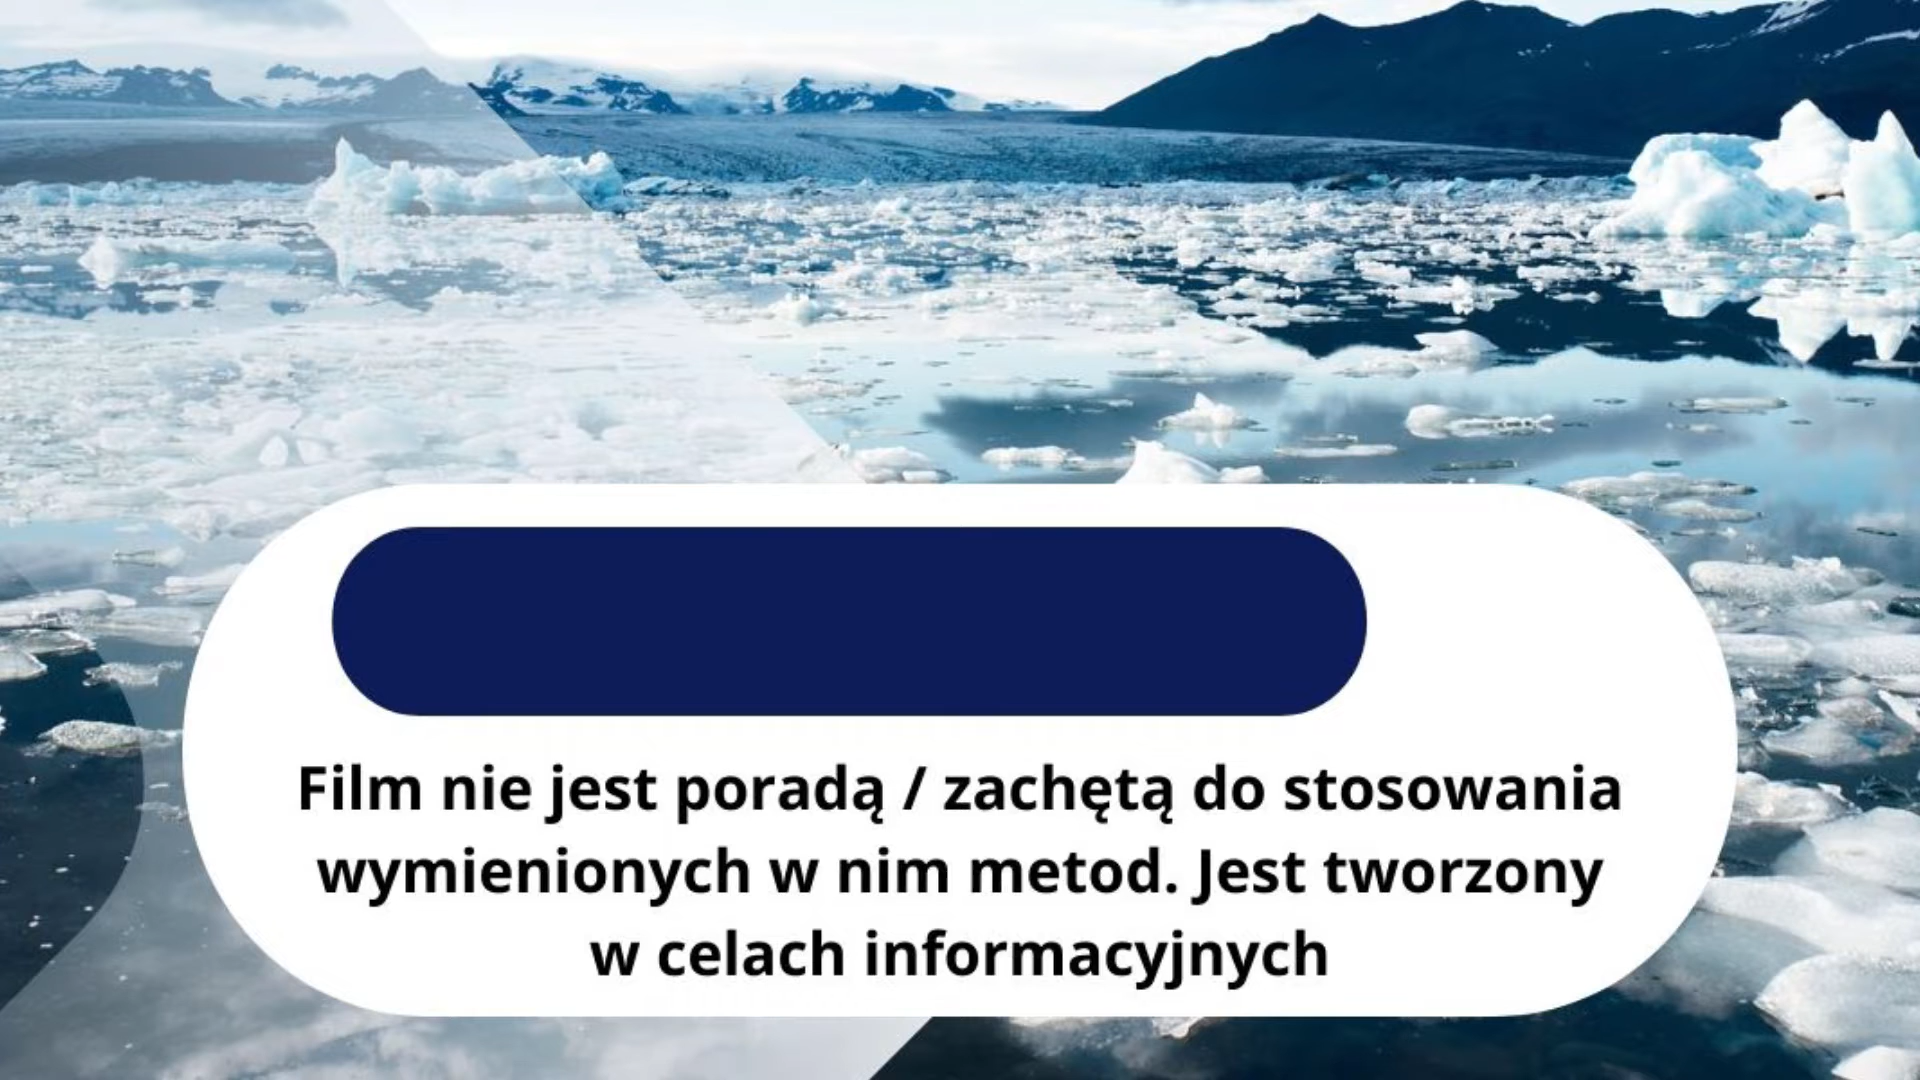 Film nie jest poradą / zachętą do stosowania
wymienionych w nim metod. Jest tworzony
w celach informacyjnych